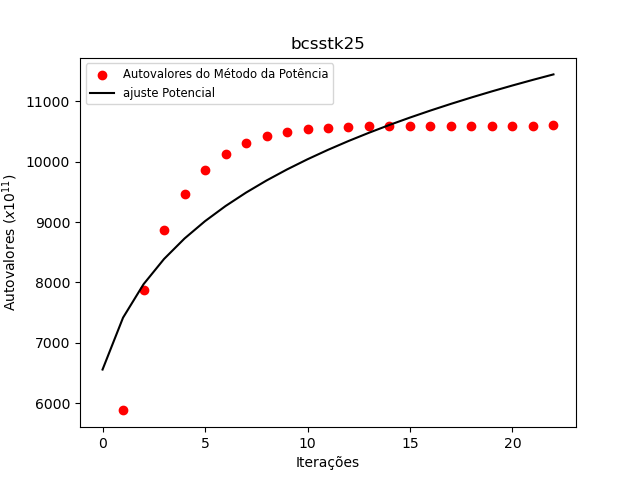 bcsstk25
Autovalores do Método da Potência
ajuste Potencial
11000
10000
9000
8000
7000
6000
Autovalores (x10¹¹)
0 5 10 15 20
Iterações